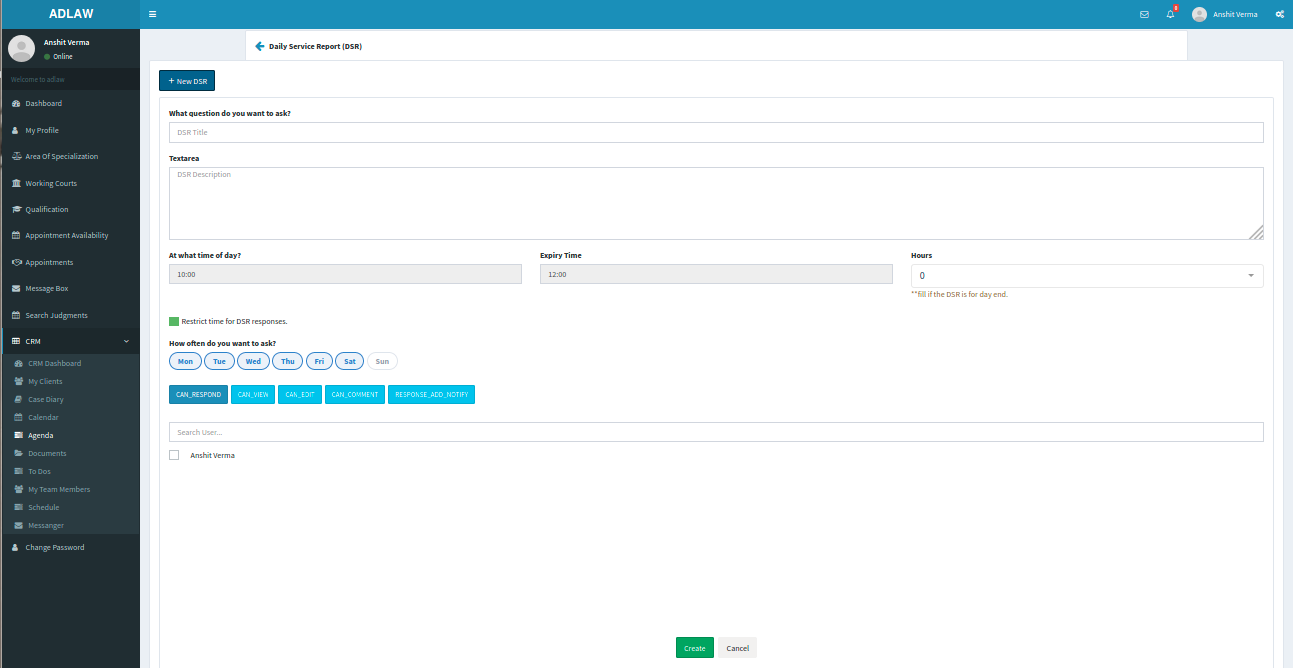 ADLAW
8
Anshit Verma
Anshit Verma
Online
Welcome to adlaw
Dashboard
My Profile
Area Of Specialization
Working Courts
Qualification
Appointment Availability
Appointments
Message Box
Search Judgments
CRM
CRM Dashboard
My Clients
Case Diary
Calendar
Agenda
Documents
To Dos
My Team Members
Schedule
Messanger
Change Password
Daily Service Report (DSR)
+ New DSR
What question do you want to ask?
DSR Title
Textarea
DSR Description
At what time of day? Expiry Time Hours
10:00 12:00 0
**fill if the DSR is for day end.
Restrict time for DSR responses.
How often do you want to ask?
Mon Tue Wed Thu Fri Sat Sun
CAN_RESPOND CAN_VIEW CAN_EDIT CAN_COMMENT RESPONSE_ADD_NOTIFY
Search User...
Anshit Verma
Create Cancel